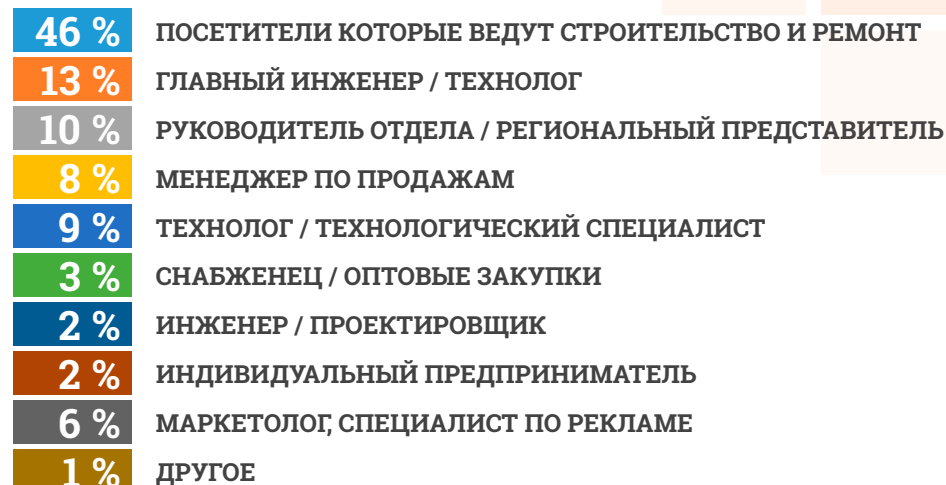 46 % ПОСЕТИТЕЛИ КОТОРЫЕ ВЕДУТ СТРОИТЕЛЬСТВО И РЕМОНТ
13 % ГЛАВНЫЙ ИНЖЕНЕР / ТЕХНОЛОГ
10 % РУКОВОДИТЕЛЬ ОТДЕЛА / РЕГИОНАЛЬНЫЙ ПРЕДСТАВИТЕЛЬ
8 % МЕНЕДЖЕР ПО ПРОДАЖАМ
9 % ТЕХНОЛОГ / ТЕХНОЛОГИЧЕСКИЙ СПЕЦИАЛИСТ
3 % СНАБЖЕНЕЦ / ОПТОВЫЕ ЗАКУПКИ
2 % ИНЖЕНЕР / ПРОЕКТИРОВЩИК
2 % ИНДИВИДУАЛЬНЫЙ ПРЕДПРИНИМАТЕЛЬ
6 % МАРКЕТОЛОГ, СПЕЦИАЛИСТ ПО РЕКЛАМЕ
1 % ДРУГОЕ